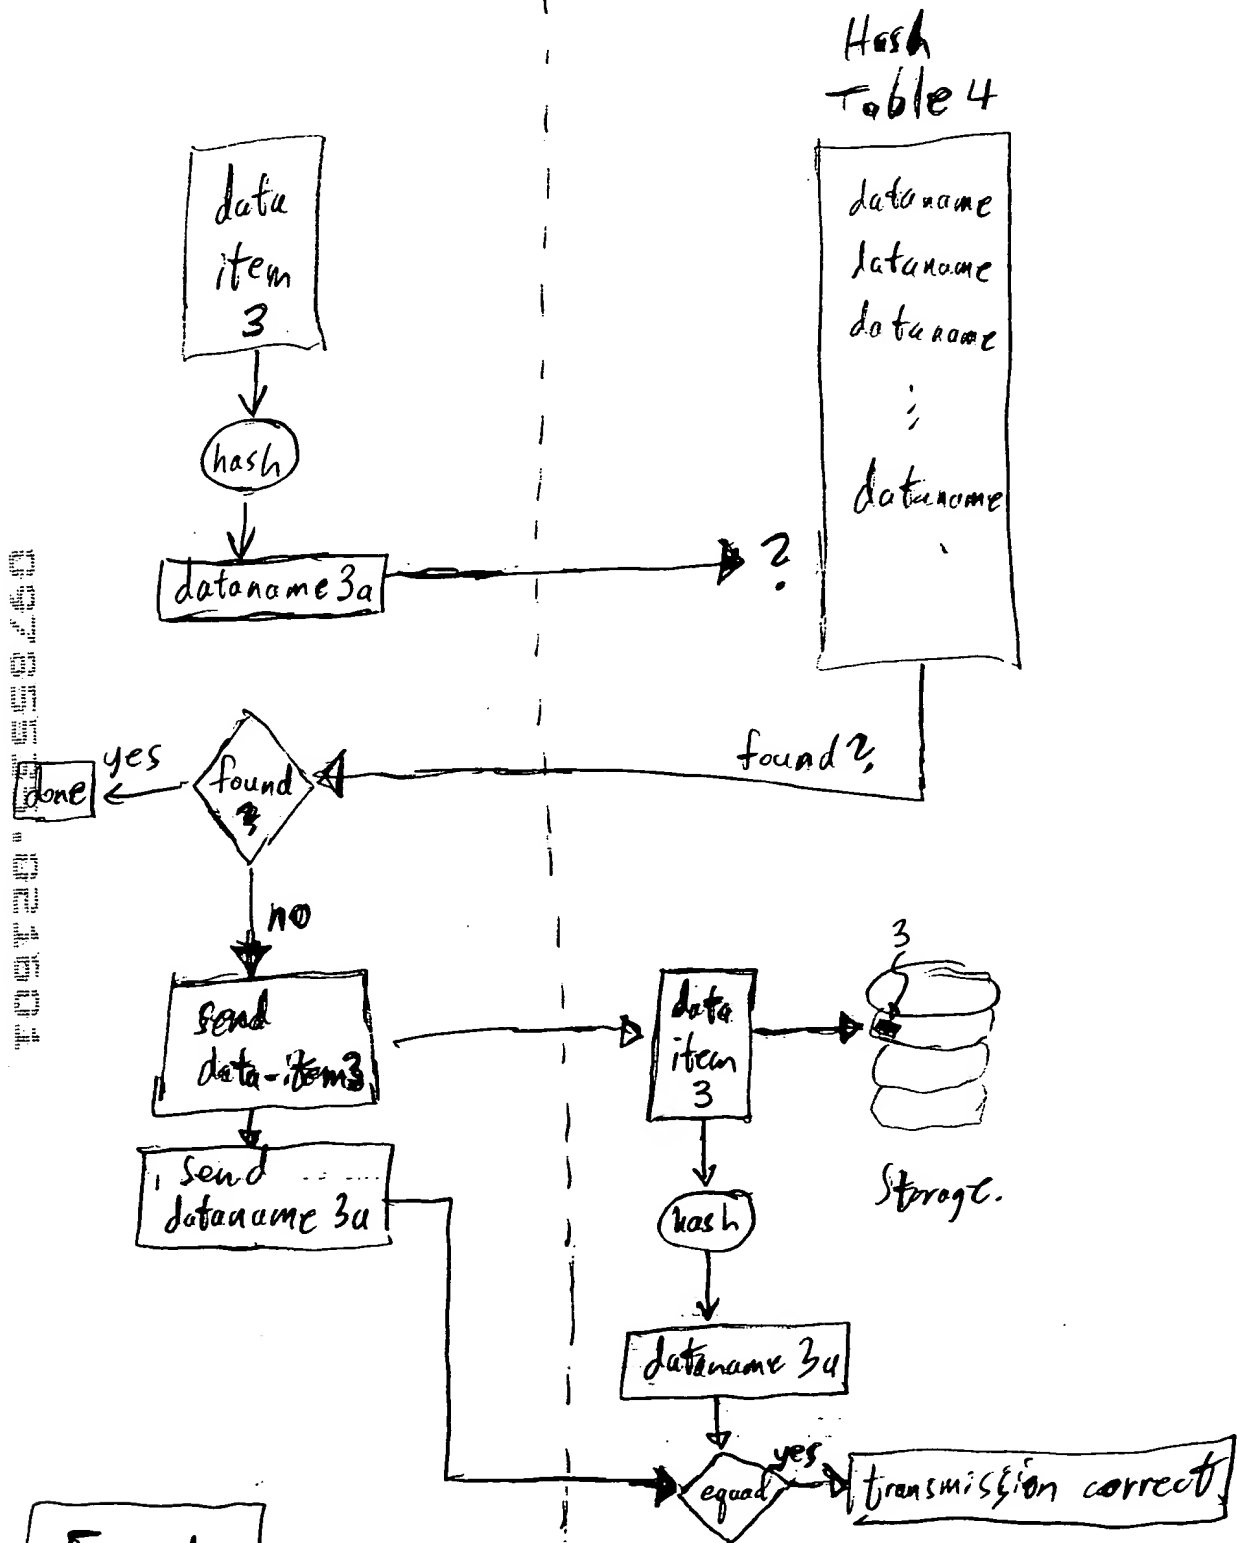 Hash
Table 4
data
item
3
dataname
dataname
dataname
dataname
hash
dataname 3a
?
found?
yes
done
found
?
no
send
data-item3
send
dataname 3a
data
item
3
3
Storage.
hash
dataname 3a
equal
yes
transmission correct